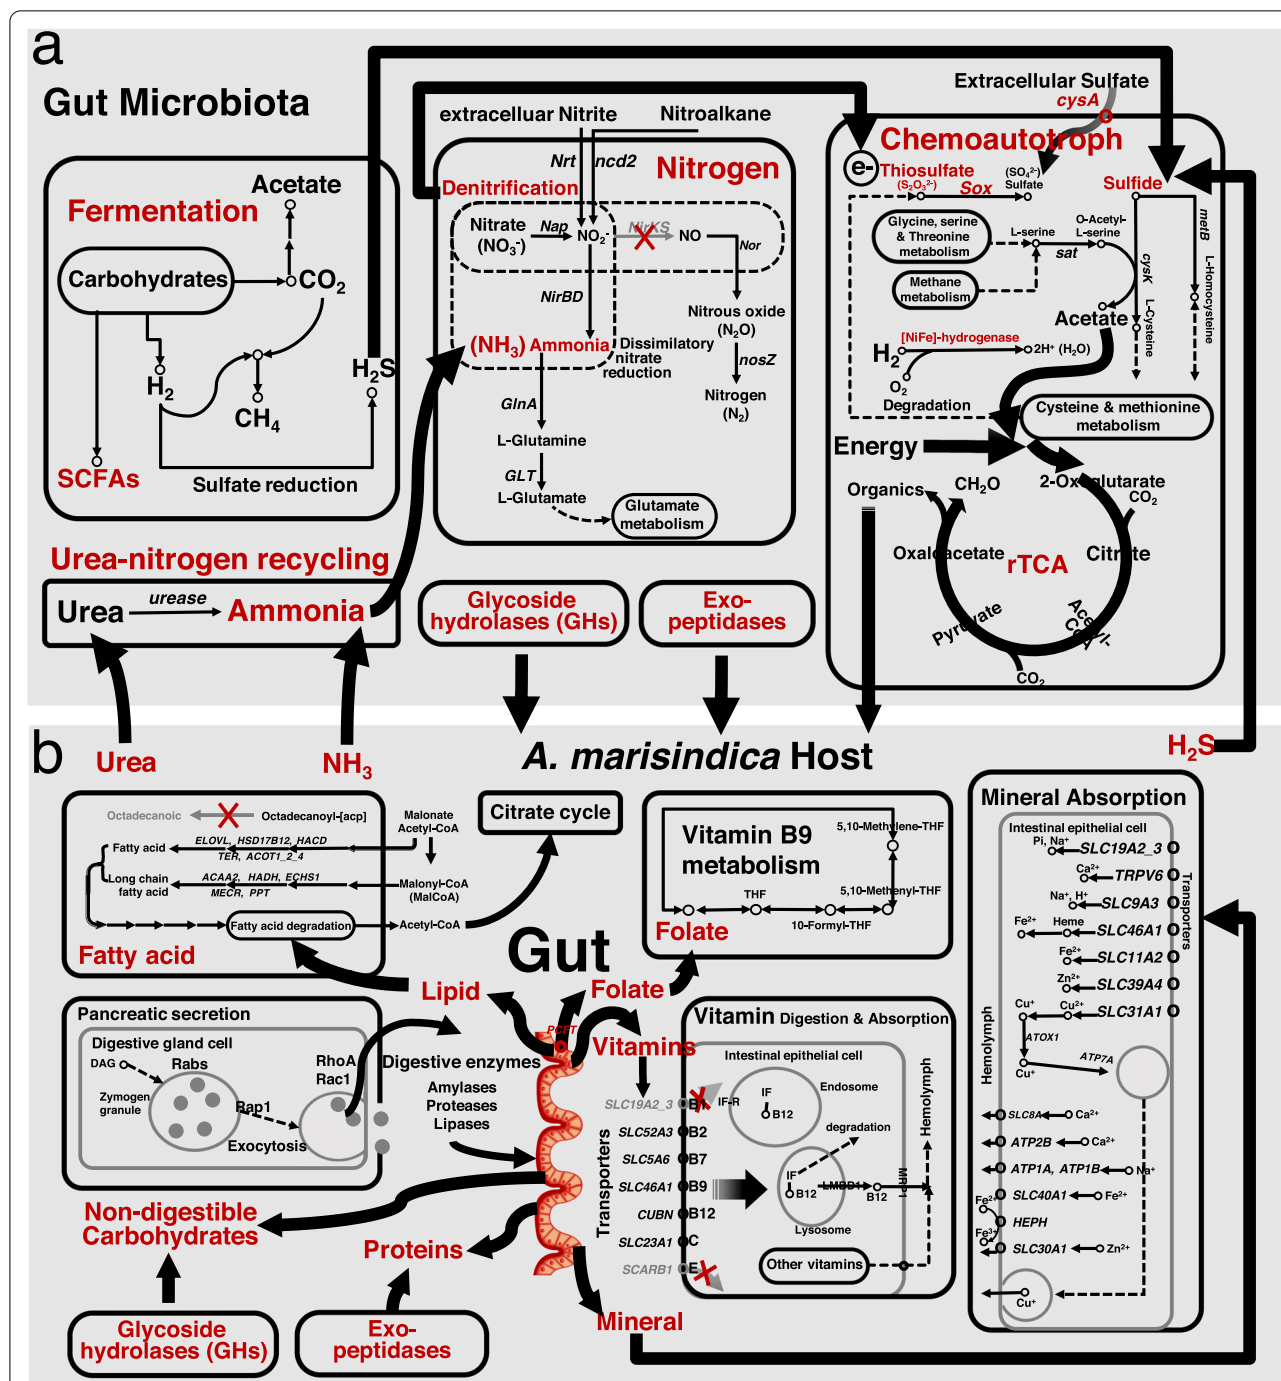 a
Gut Microbiota
Fermentation
Acetate
Carbohydrates
CO2
H2
CH4
H2S
SCFAs
Sulfate reduction
Urea-nitrogen recycling
Urea
urease
Ammonia
extracelluar Nitrite
Nitroalkane
Nrt
ncd2
Nitrogen
Denitrification
Nitrate
(NO3-)
Nap
NO2-
NirKS
NO
Nor
NirBD
Nitrous oxide
(N2O)
(NH3) Ammonia
Dissimilatory
nitrate
reduction
nosZ
Nitrogen
(N2)
GlnA
L-Glutamine
GLT
L-Glutamate
Glutamate
metabolism
Glycoside
hydrolases (GHs)
Exo-
peptidases
Extracellular Sulfate
cysA
Chemoautotroph
e-
Thiosulfate
(S2O32-)
Sox
(SO42-)
Sulfate
Sulfide
Glycine, serine
& Threonine
metabolism
L-serine
sat
O-Acetyl-
L-serine
metB
cysK
L-Homocysteine
L-Cysteine
Methane
metabolism
Acetate
[NiFe]-hydrogenase
H2
2H+ (H2O)
O2
Degradation
Cysteine & methionine
metabolism
Energy
2-Oxoglutarate
Organics
CH2O
CO2
Oxaloacetate
Citrate
rTCA
Pyruvate
Acetyl-
CoA
CO2
b
Urea
NH3
A. marisindica Host
H2S
Octadecanoic
Octadecanoyl-[acp]
Malonate
Acetyl-CoA
Fatty acid
ELOVL, HSD17B12, HACD
TER, ACOT1_2_4
Long chain
fatty acid
ACAA2, HADH, ECHS1
MECR, PPT
Malonyl-CoA
(MalCoA)
Fatty acid degradation
Acetyl-CoA
Fatty acid
Citrate cycle
Vitamin B9
metabolism
5,10-Methylene-THF
5,10-Methenyl-THF
THF
10-Formyl-THF
Folate
Gut
Lipid
Folate
PCFT
Vitamins
Pancreatic secretion
Digestive gland cell
DAG
Rabs
Zymogen
granule
Rap1
Exocytosis
RhoA
Rac1
Digestive enzymes
Amylases
Proteases
Lipases
Non-digestible
Carbohydrates
Proteins
Glycoside
hydrolases (GHs)
Exo-
peptidases
Mineral
Transporters
SLC19A2_3
B1
SLC52A3
B2
SLC5A6
B7
SLC46A1
B9
CUBN
B12
SLC23A1
C
SCARB1
E
Vitamin Digestion & Absorption
Intestinal epithelial cell
IF-R
IF
B12
Endosome
degradation
IF
B12
LMBD1
B12
MRP1
Lysosome
Hemolymph
Other vitamins
Mineral Absorption
Intestinal epithelial cell
Pi, Na+
SLC19A2_3
Ca2+
TRPV6
Na+, H+
SLC9A3
Fe2+
Heme
SLC46A1
Fe2+
SLC11A2
Zn2+
SLC39A4
Cu+
Cu2+
SLC31A1
Transporters
Hemolymph
ATOX1
Cu+
ATP7A
SLC8A
Ca2+
ATP2B
Ca2+
ATP1A, ATP1B
Na+
Fe2+
SLC40A1
Fe2+
HEPH
Fe3+
SLC30A1
Zn2+
Cu+